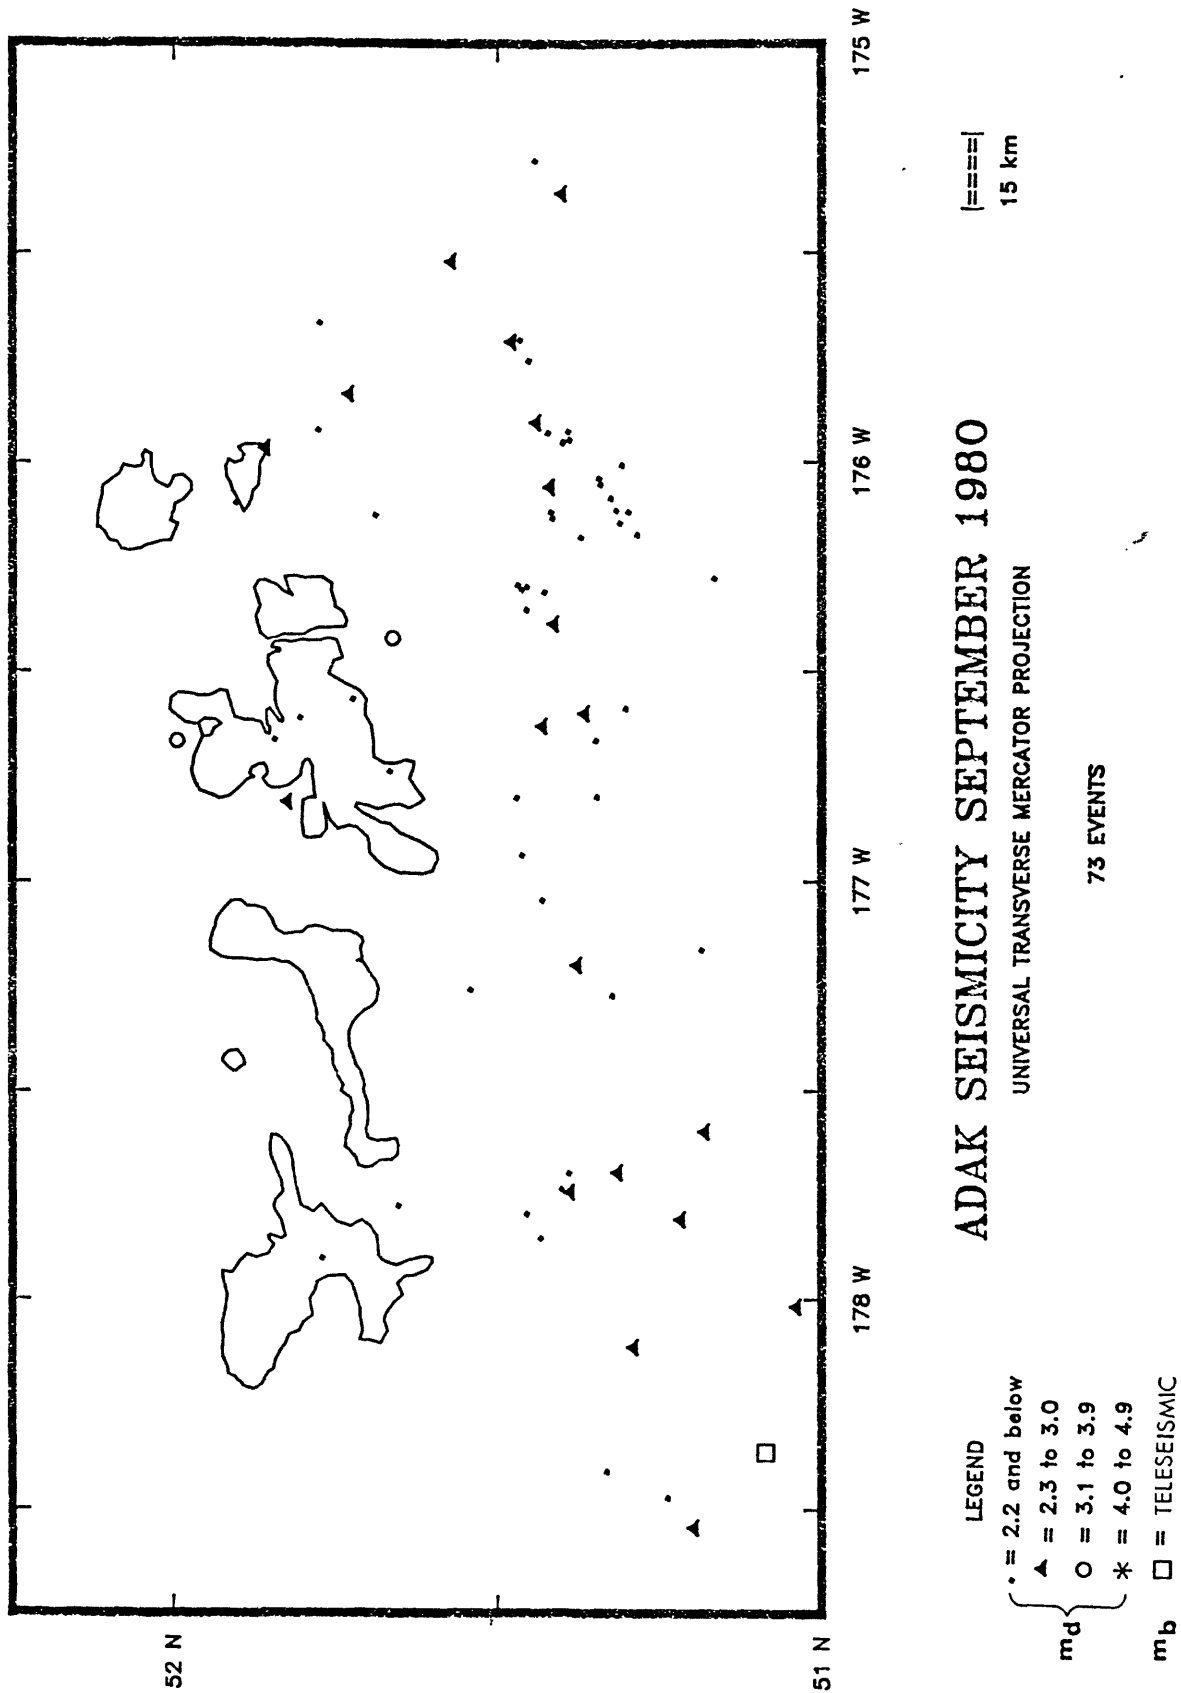 52 N
51 N
178 W
177 W
176 W
175 W
ADAK SEISMICITY SEPTEMBER 1980
UNIVERSAL TRANSVERSE MERCATOR PROJECTION
73 EVENTS
|====|
15 km
LEGEND
md
· = 2.2 and below
▲ = 2.3 to 3.0
O = 3.1 to 3.9
* = 4.0 to 4.9
mb □ = TELESEISMIC